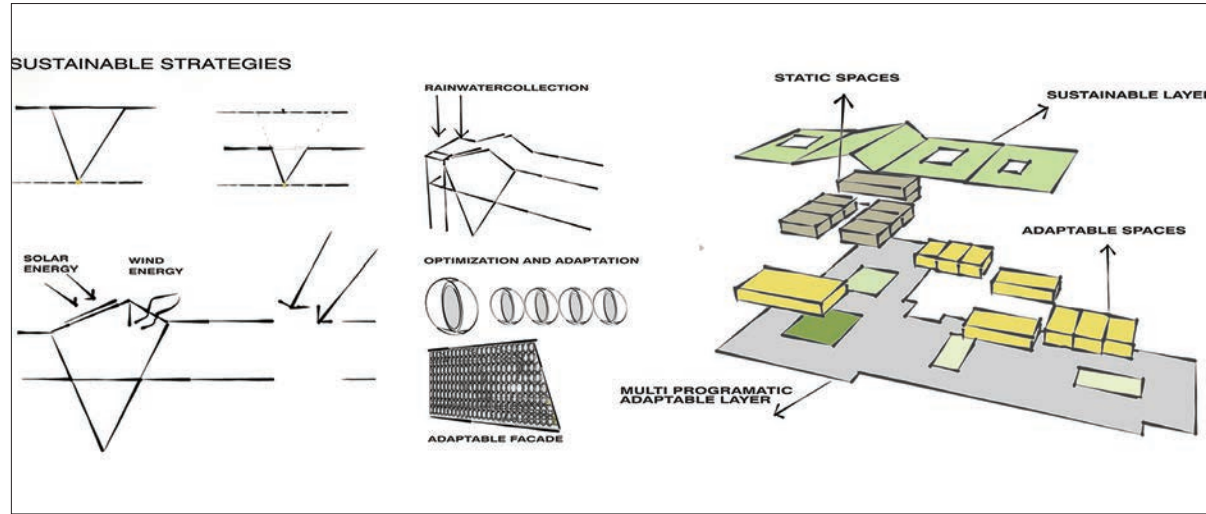 SUSTAINABLE STRATEGIES
SOLAR
ENERGY
WIND
ENERGY
RAINWATERCOLLECTION
OPTIMIZATION AND ADAPTATION
ADAPTABLE FACADE
STATIC SPACES
SUSTAINABLE LAYE
ADAPTABLE SPACES
MULTI PROGRAMATIC
ADAPTABLE LAYER